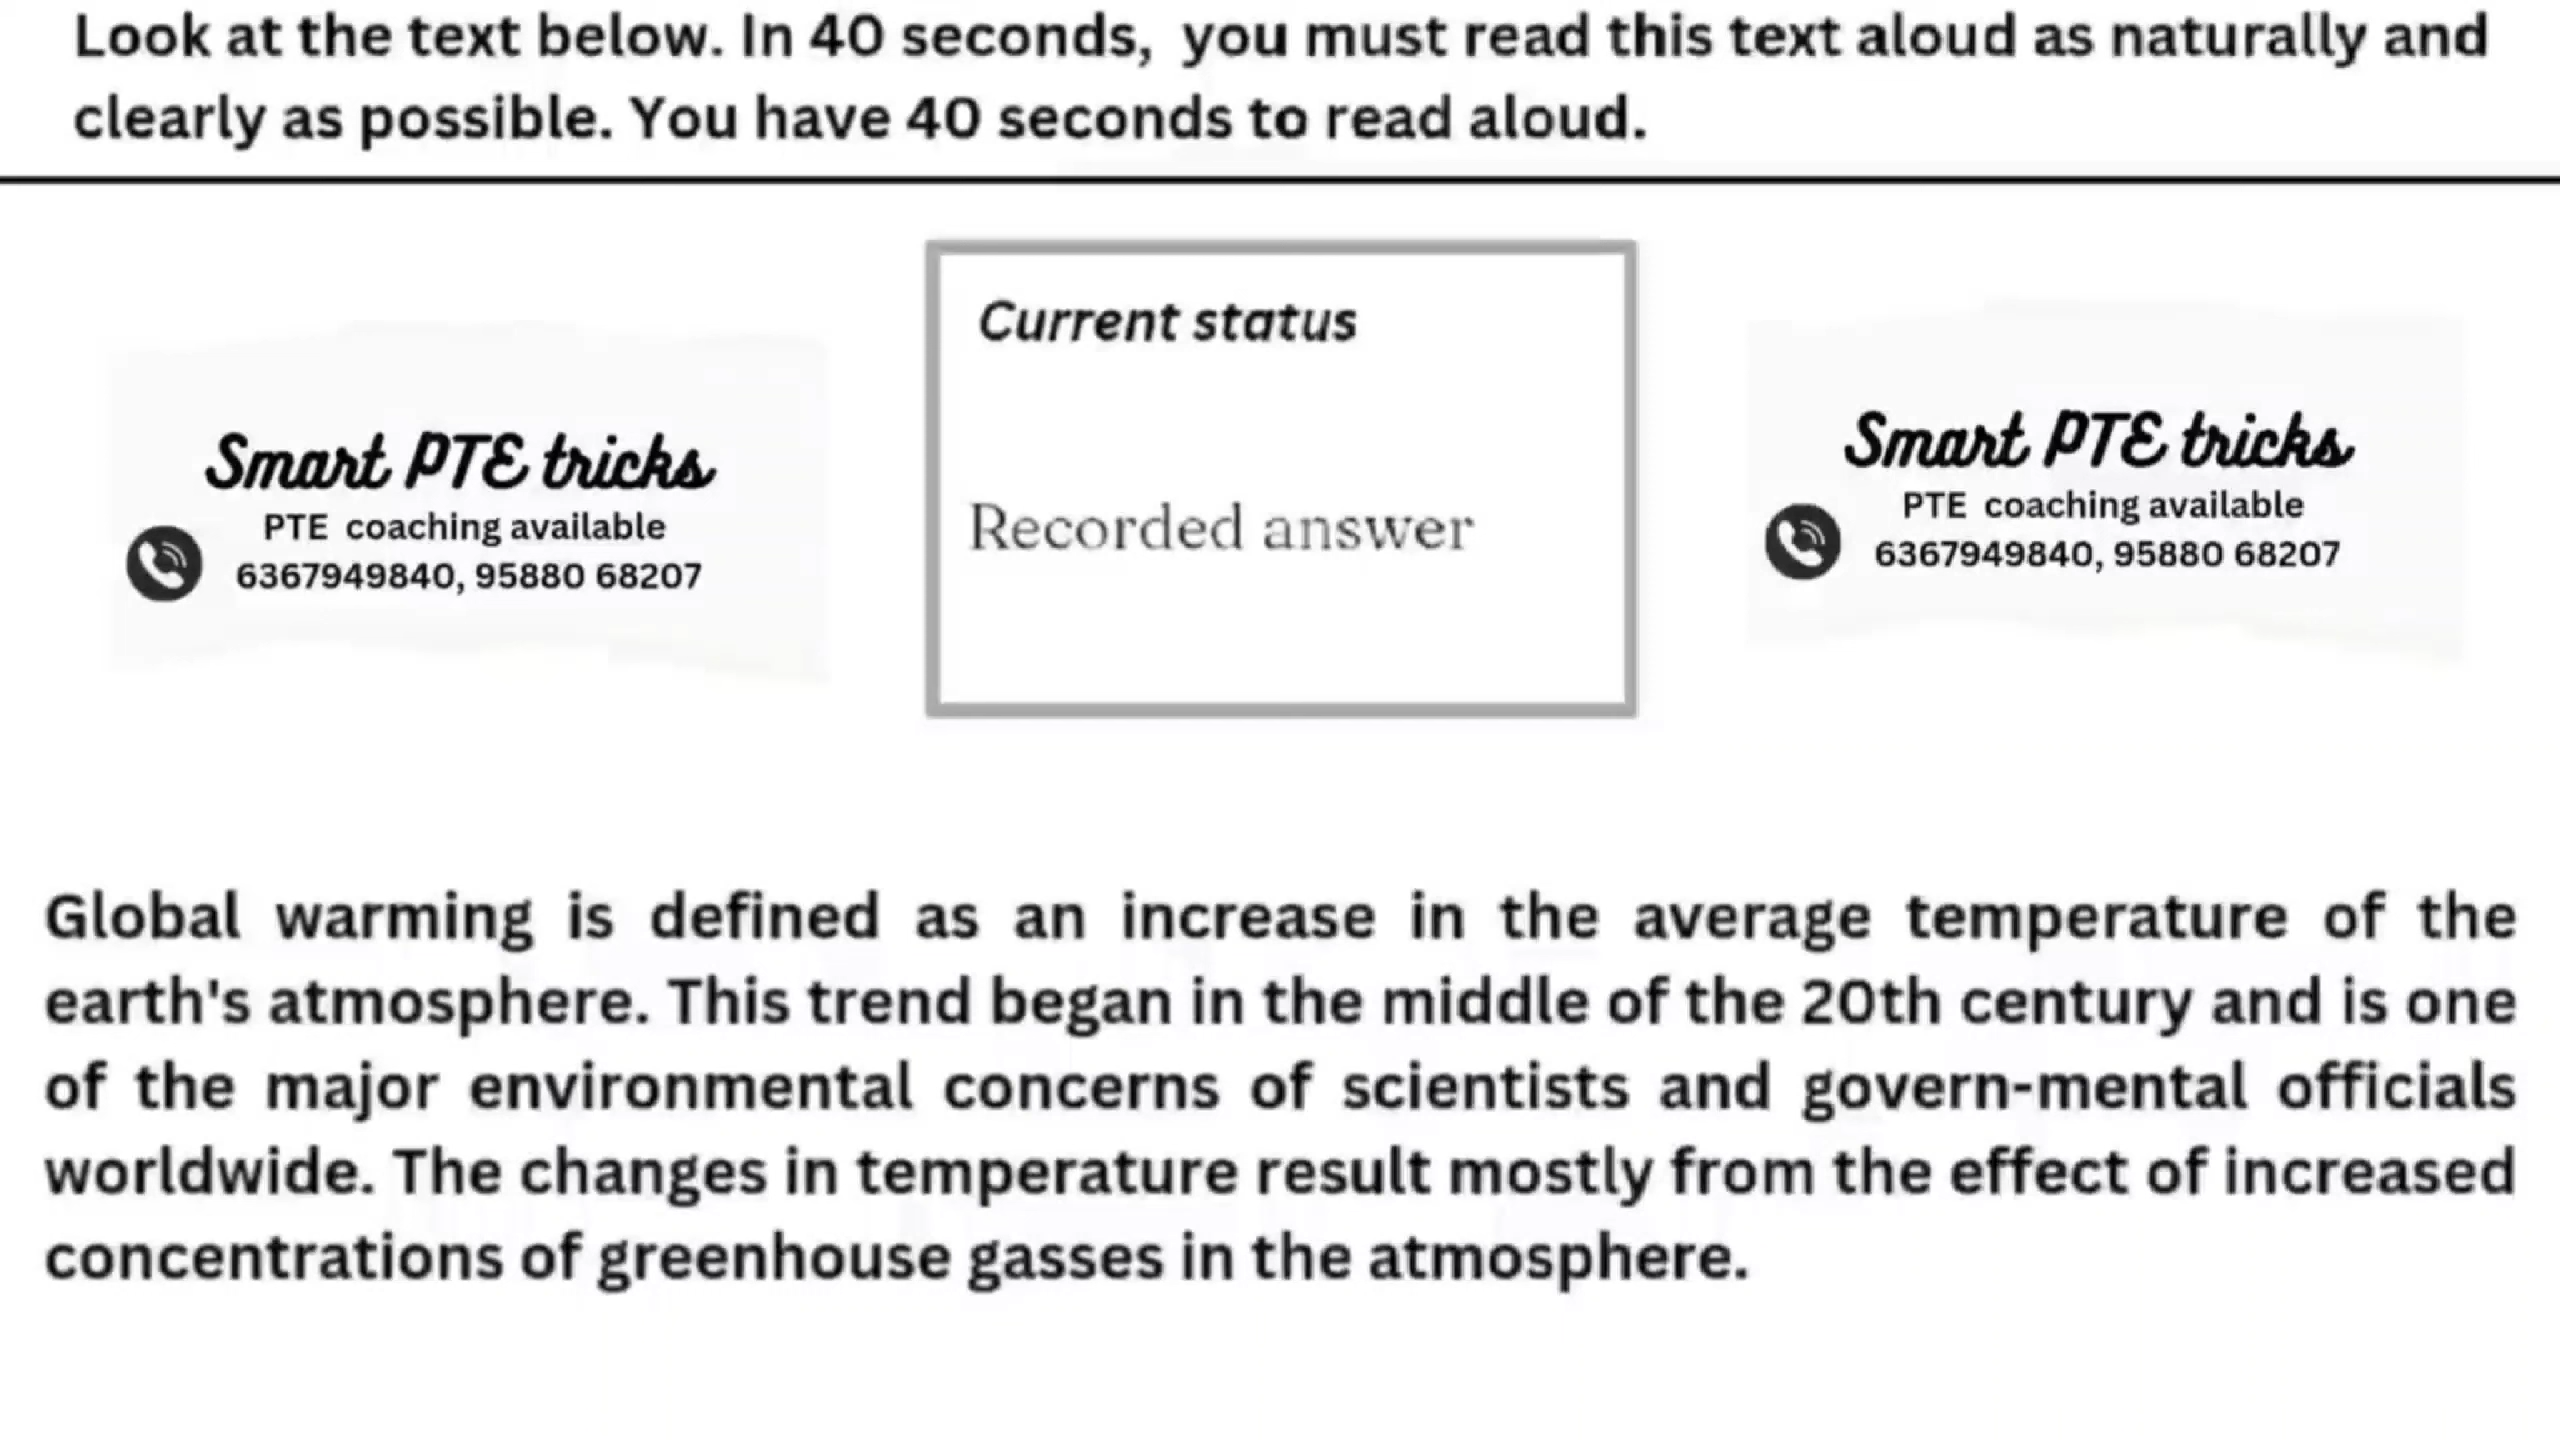 Look at the text below. In 40 seconds, you must read this text aloud as naturally and
clearly as possible. You have 40 seconds to read aloud.
Smart PTE tricks
PTE coaching available
6367949840, 95880 68207
Current status
Recorded answer
Smart PTE tricks
PTE coaching available
6367949840, 95880 68207
Global warming is defined as an increase in the average temperature of the
earth's atmosphere. This trend began in the middle of the 20th century and is one
of the major environmental concerns of scientists and govern-mental officials
worldwide. The changes in temperature result mostly from the effect of increased
concentrations of greenhouse gasses in the atmosphere.